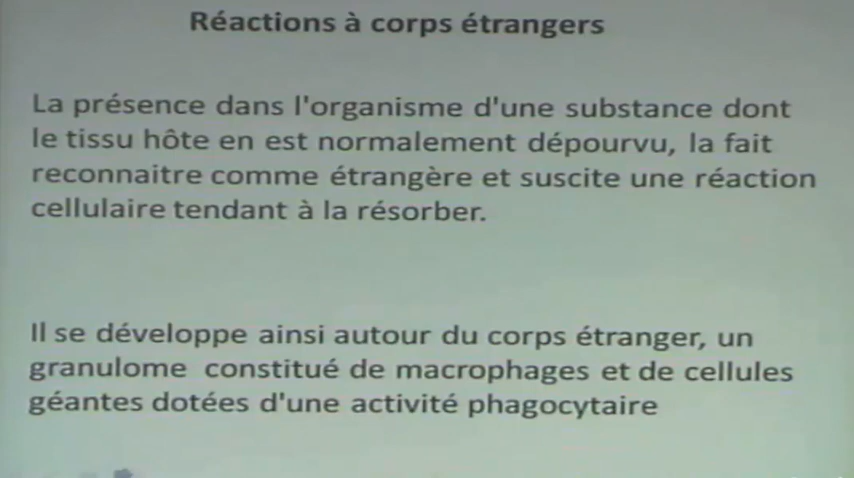 Réactions à corps étrangers
La présence dans l'organisme d'une substance dont
le tissu hôte en est normalement dépourvu, la fait
reconnaitre comme étrangère et suscite une réaction
cellulaire tendant à la résorber.
Il se développe ainsi autour du corps étranger, un
granulome constitué de macrophages et de cellules
géantes dotées d'une activité phagocytaire